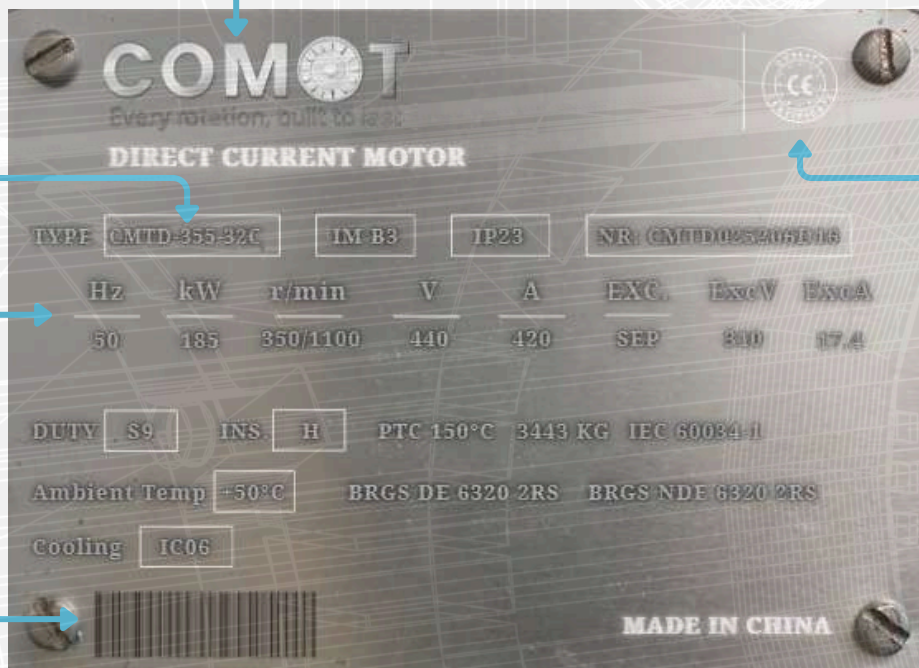 COMOT
Every rotation, built to last
DIRECT CURRENT MOTOR
CE
TYPE CMTD-355-32C IM B3 IP23
Hz kW r/min V A EXC. ExcV ExcA
50 185 350/1100 440 420 SEP 310 17.4
DUTY S9 INS. H PTC 150°C 3443 KG IEC 60034-1
Ambient Temp +50°C BRGS DE 6320 2RS BRGS NDE 6320 2RS
Cooling IC06
MADE IN CHINA